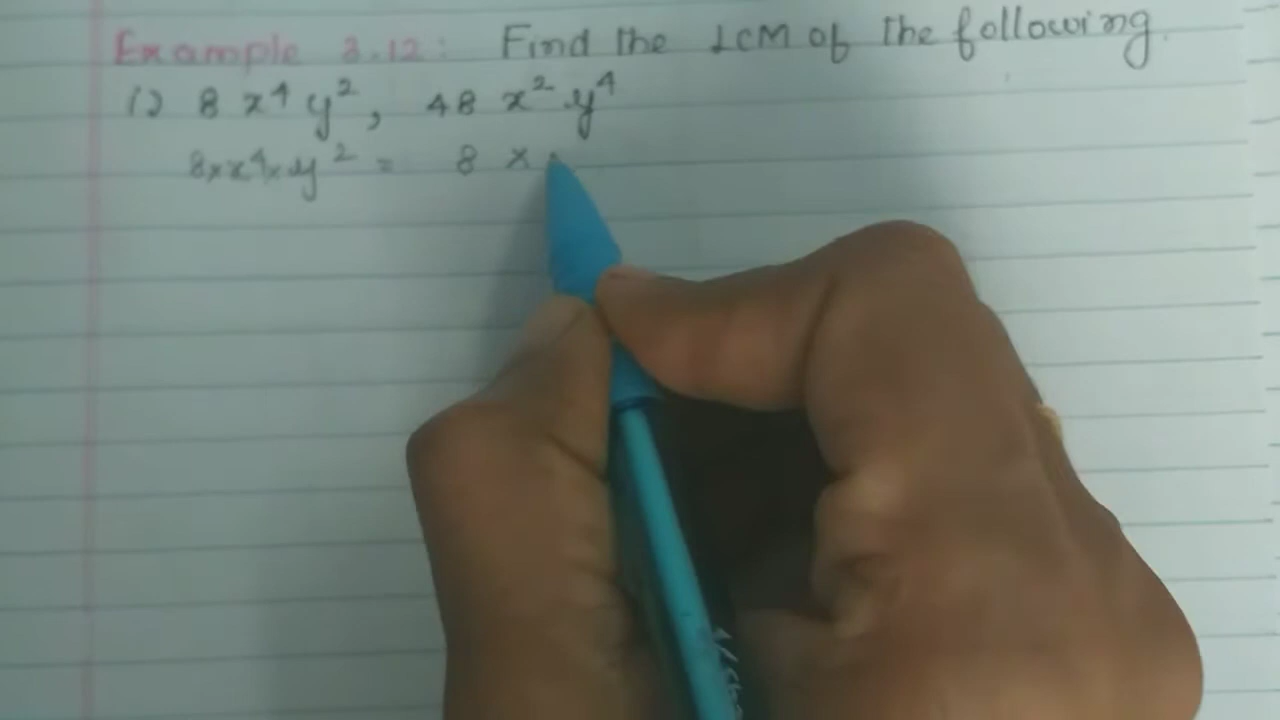 Example 3.12: Find the LCM of the following.
i) 8 x⁴ y², 48 x² y⁴
8 × x⁴ × y² = 8 ×